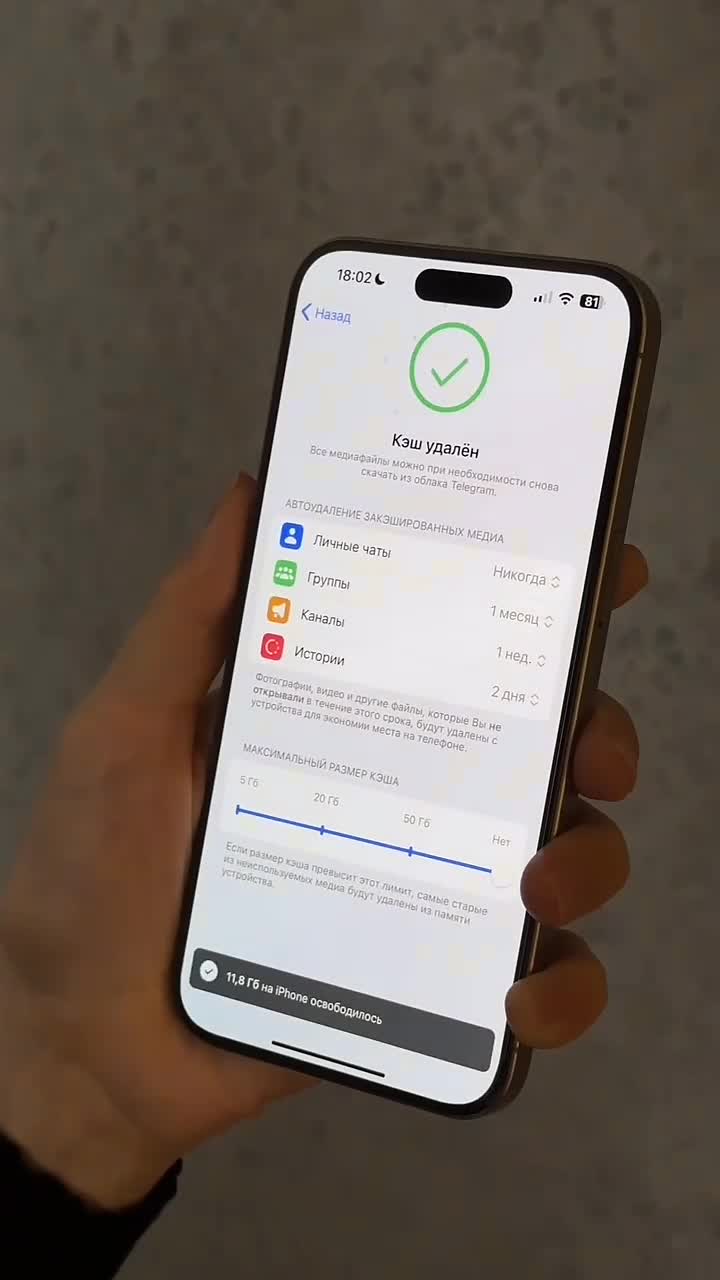 18:02
81
Назад
Кэш удалён
Все медиафайлы можно при необходимости снова
скачать из облака Telegram.
АВТОУДАЛЕНИЕ ЗАКЭШИРОВАННЫХ МЕДИА
Личные чаты Никогда
Группы 1 месяц
Каналы 1 нед.
Истории 2 дня
Фотографии, видео и другие файлы, которые Вы не
открывали в течение этого срока, будут удалены с
устройства для экономии места на телефоне.
МАКСИМАЛЬНЫЙ РАЗМЕР КЭША
5 Гб 20 Гб 50 Гб Нет
Если размер кэша превысит этот лимит, самые старые
из неиспользуемых медиа будут удалены из памяти
устройства.
11,8 Гб на iPhone освободилось